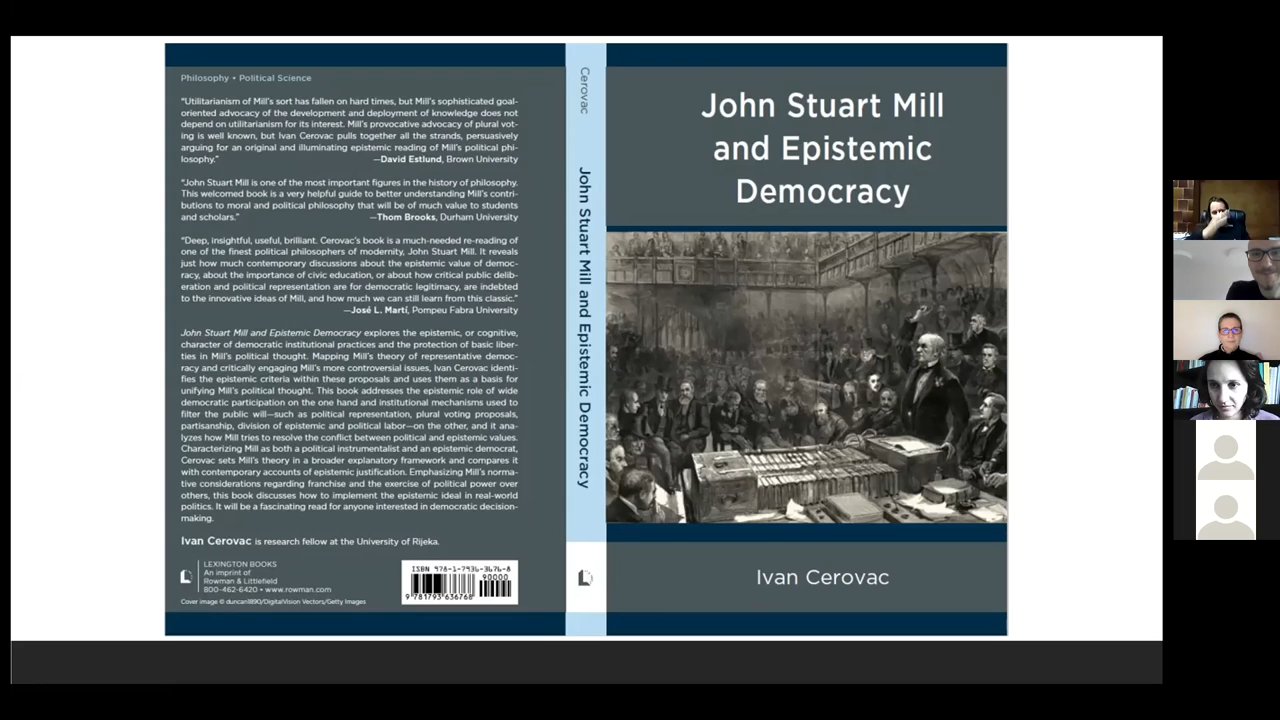 Philosophy • Political Science
“Utilitarianism of Mill’s sort has fallen on hard times, but Mill’s sophisticated goal-
oriented advocacy of the development and deployment of knowledge does not
depend on utilitarianism for its interest. Mill’s provocative advocacy of plural vot-
ing is well known, but Ivan Cerovac pulls together all the strands, persuasively
arguing for an original and illuminating epistemic reading of Mill’s political phi-
losophy.” —David Estlund, Brown University
“John Stuart Mill is one of the most important figures in the history of philosophy.
This welcomed book is a very helpful guide to better understanding Mill’s contri-
butions to moral and political philosophy that will be of much value to students
and scholars.” —Thom Brooks, Durham University
“Deep, insightful, useful, brilliant. Cerovac’s book is a much-needed re-reading of
one of the finest political philosophers of modernity, John Stuart Mill. It reveals
just how much contemporary discussions about the epistemic value of democ-
racy, about the importance of civic education, or about how critical public delib-
eration and political representation are for democratic legitimacy, are indebted
to the innovative ideas of Mill, and how much we can still learn from this classic.”
—José L. Martí, Pompeu Fabra University
John Stuart Mill and Epistemic Democracy explores the epistemic, or cognitive,
character of democratic institutional practices and the protection of basic liber-
ties in Mill’s political thought. Mapping Mill’s theory of representative democ-
racy and critically engaging Mill’s more controversial issues, Ivan Cerovac identi-
fies the epistemic criteria within these proposals and uses them as a basis for
unifying Mill’s political thought. This book addresses the epistemic role of wide
democratic participation on the one hand and institutional mechanisms used to
filter the public will—such as political representation, plural voting proposals,
partisanship, division of epistemic and political labor—on the other, and it ana-
lyzes how Mill tries to resolve the conflict between political and epistemic values.
Characterizing Mill as both a political instrumentalist and an epistemic democrat,
Cerovac sets Mill’s theory in a broader explanatory framework and compares it
with contemporary accounts of epistemic justification. Emphasizing Mill’s norma-
tive considerations regarding franchise and the exercise of political power over
others, this book discusses how to implement the epistemic ideal in real-world
politics. It will be a fascinating read for anyone interested in democratic decision-
making.
Ivan Cerovac is research fellow at the University of Rijeka.
LEXINGTON BOOKS
An imprint of
Rowman & Littlefield
800-462-6420 • www.rowman.com
Cover image © duncan1890/DigitalVision Vectors/Getty Images
ISBN 978-1-7936-3676-8
90000
9 781793 636768
Cerovac
John Stuart Mill and Epistemic Democracy
John Stuart Mill
and Epistemic
Democracy
Ivan Cerovac